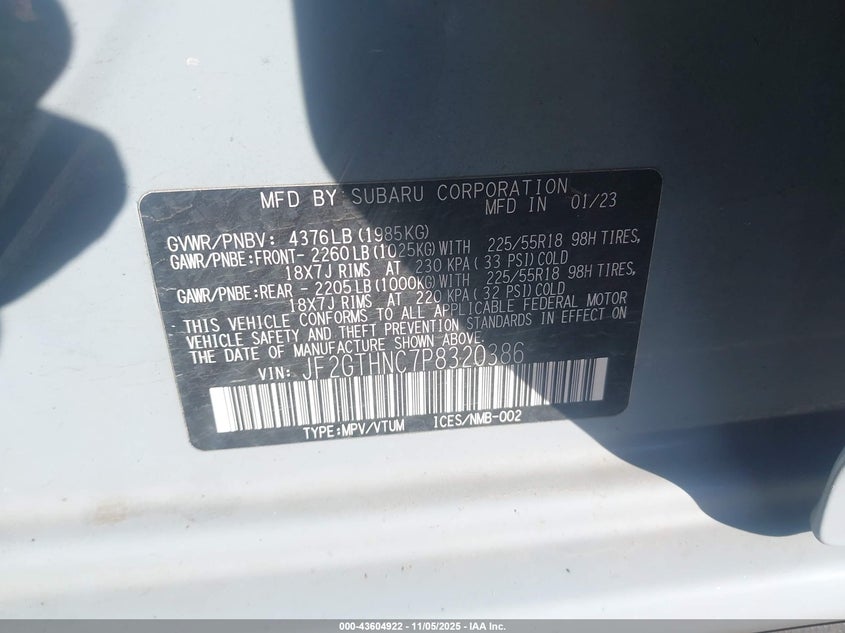 MFD BY SUBARU CORPORATION
MFD IN 01/23
GVWR/PNBV: 4376LB(1985KG)
GAWR/PNBE:FRONT- 2260LB(1025KG)WITH 225/55R18 98H TIRES,
18X7J RIMS AT 230 KPA( 33 PSI)COLD
GAWR/PNBE:REAR - 2205LB(1000KG)WITH 225/55R18 98H TIRES,
18X7J RIMS AT 220 KPA( 32 PSI)COLD
THIS VEHICLE CONFORMS TO ALL APPLICABLE FEDERAL MOTOR
VEHICLE SAFETY AND THEFT PREVENTION STANDARDS IN EFFECT ON
THE DATE OF MANUFACTURE SHOWN ABOVE.
VIN: JF2GTHNC7P8320386
TYPE:MPV/VTUM ICES/NMB-002
000-43604922 - 11/05/2025 - IAA Inc.